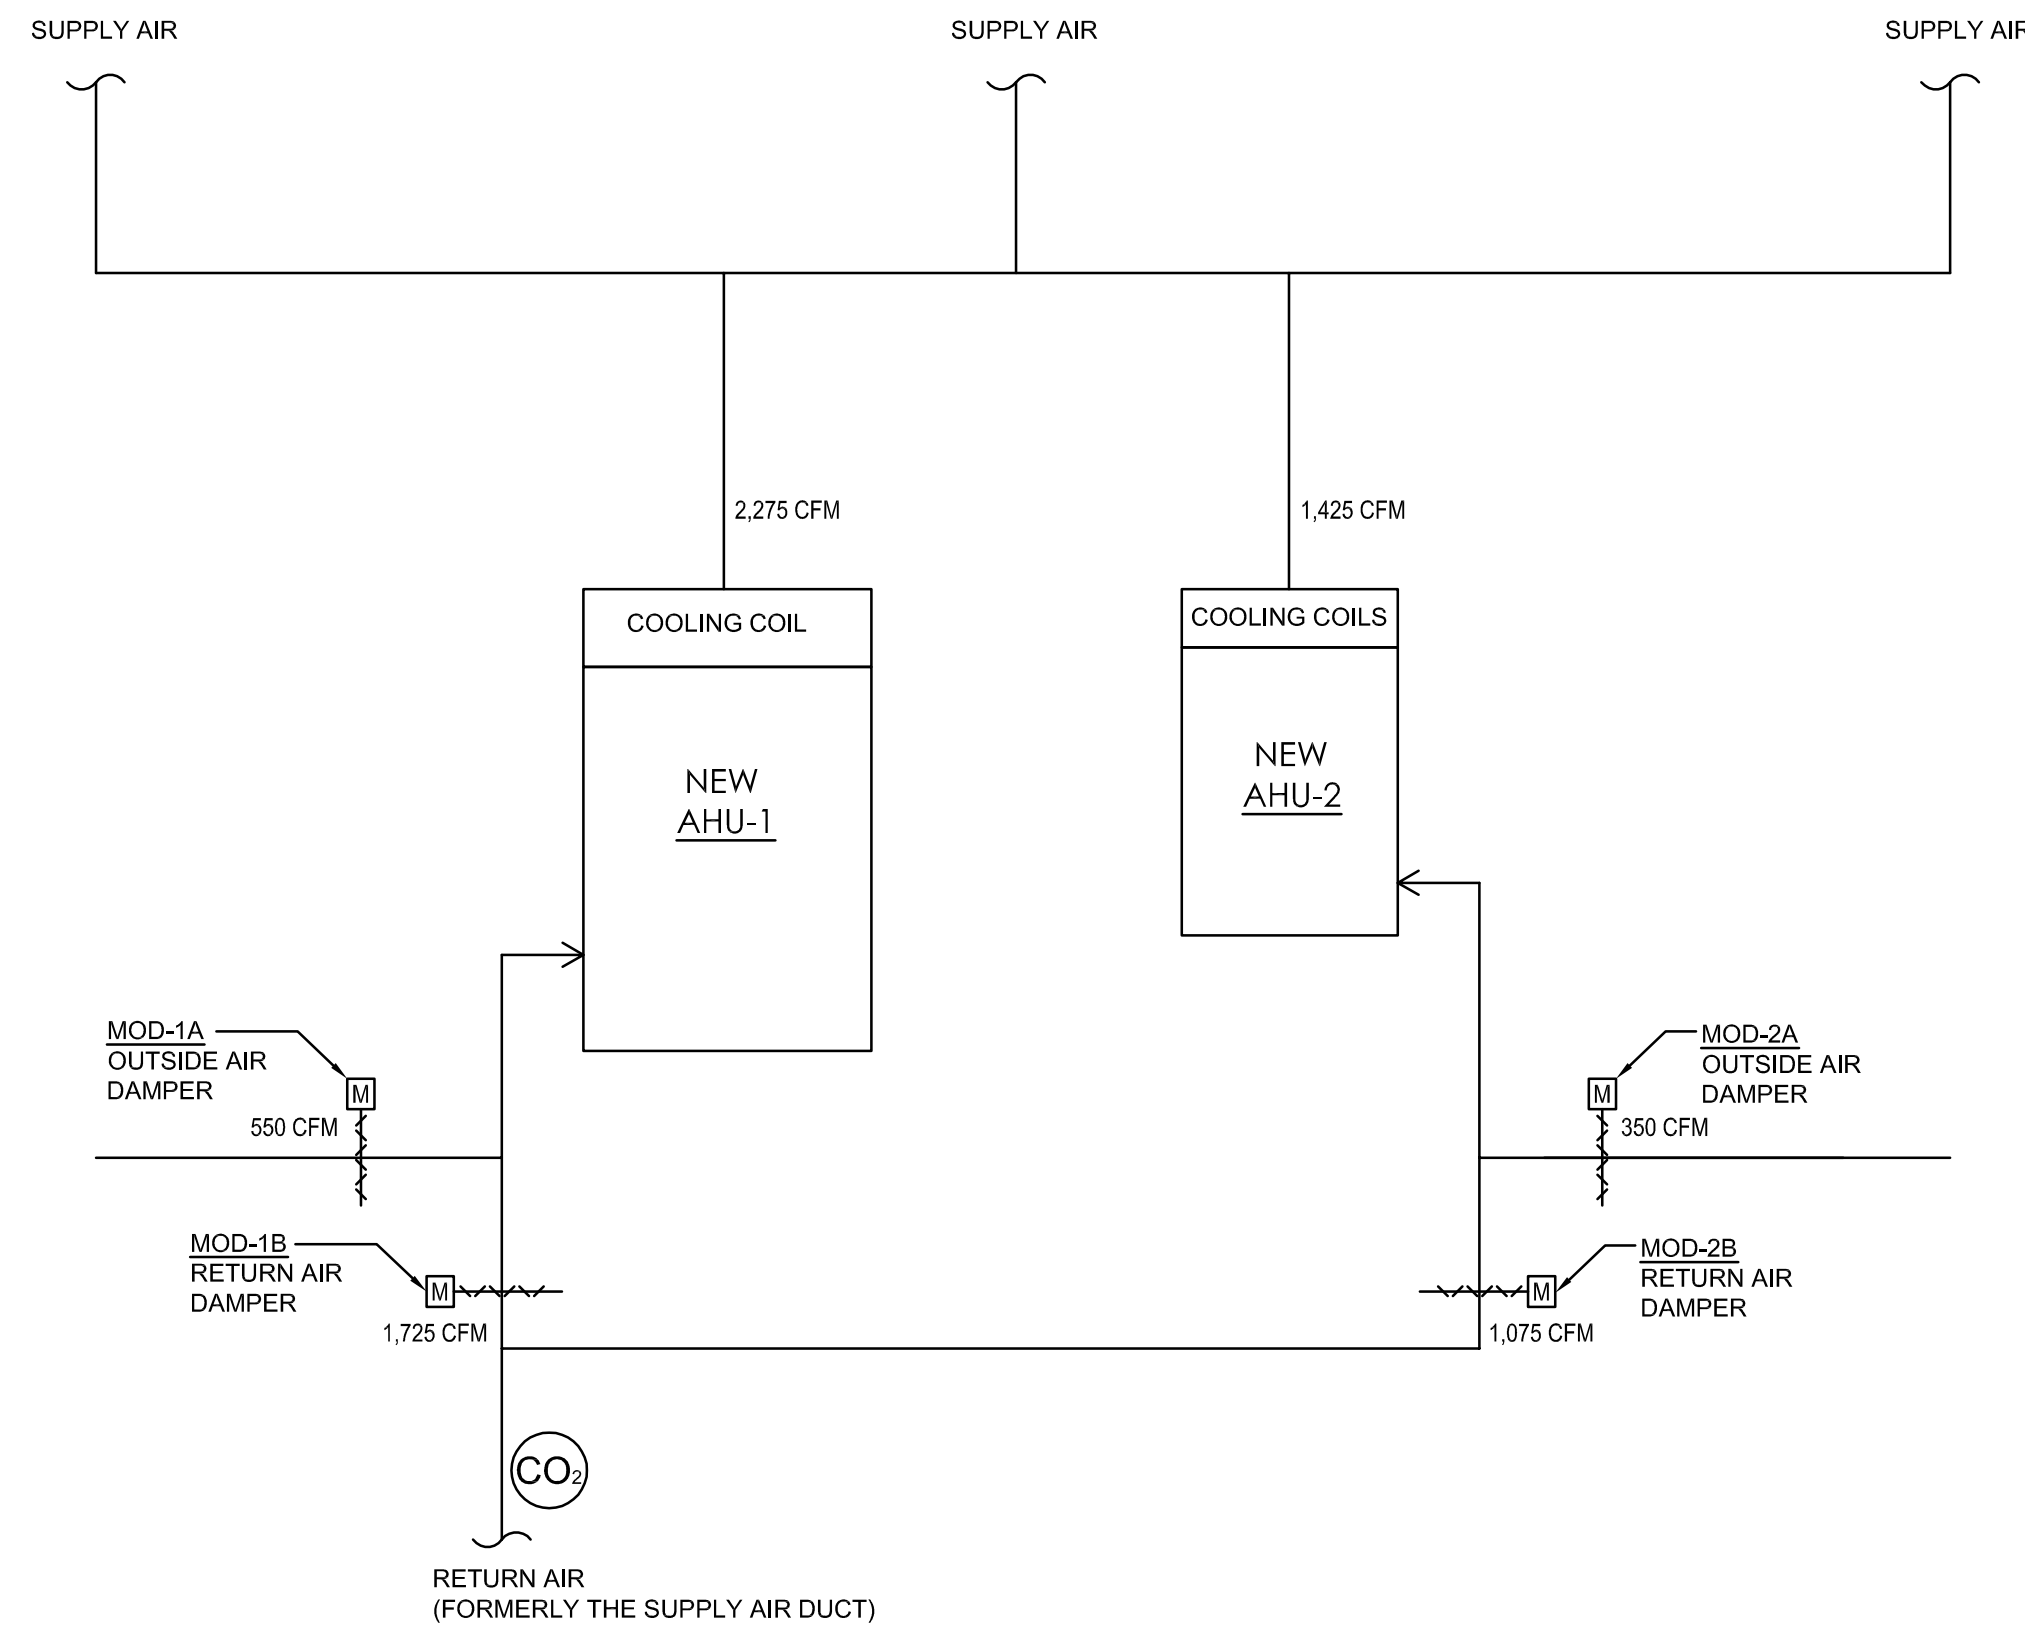 SUPPLY AIR
SUPPLY AIR
SUPPLY AIR
2,275 CFM
1,425 CFM
COOLING COIL
COOLING COILS
NEW
AHU-1
NEW
AHU-2
MOD-1A
OUTSIDE AIR
DAMPER
M
550 CFM
MOD-2A
OUTSIDE AIR
DAMPER
M
350 CFM
MOD-1B
RETURN AIR
DAMPER
M
1,725 CFM
MOD-2B
RETURN AIR
DAMPER
M
1,075 CFM
CO₂
RETURN AIR
(FORMERLY THE SUPPLY AIR DUCT)